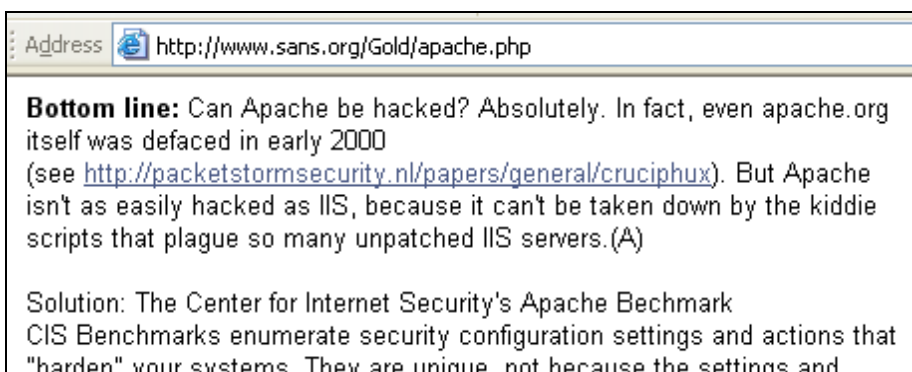 Address http://www.sans.org/Gold/apache.php
Bottom line: Can Apache be hacked? Absolutely. In fact, even apache.org
itself was defaced in early 2000
(see http://packetstormsecurity.nl/papers/general/cruciphux). But Apache
isn't as easily hacked as IIS, because it can't be taken down by the kiddie
scripts that plague so many unpatched IIS servers.(A)
Solution: The Center for Internet Security's Apache Bechmark
CIS Benchmarks enumerate security configuration settings and actions that
"harden" your systems. They are unique, not because the settings and